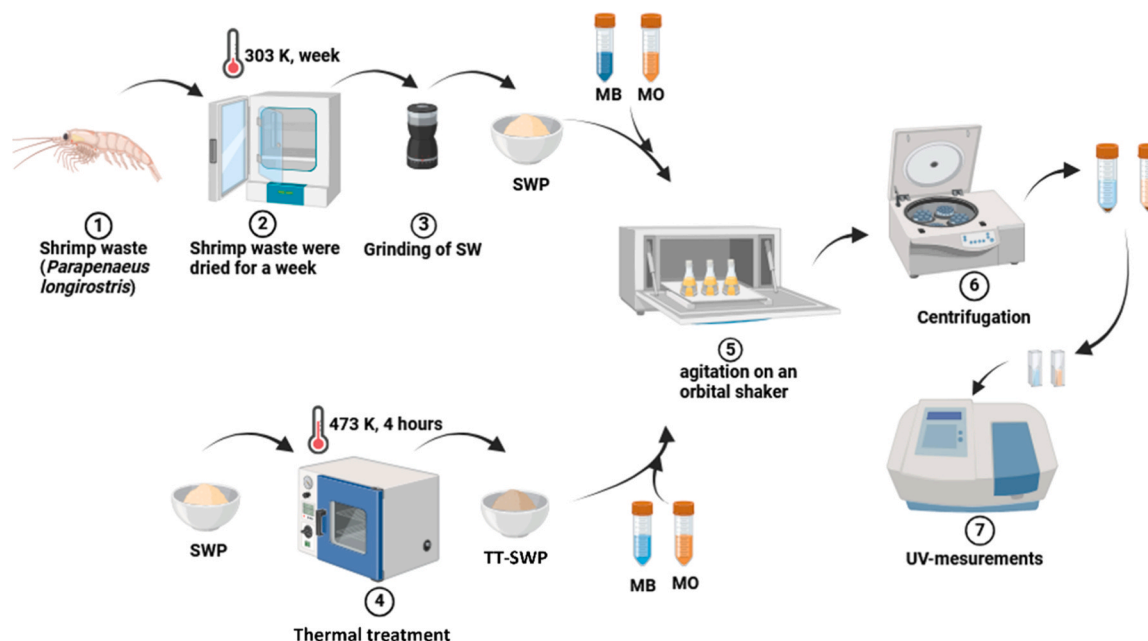 303 K, week
MB
MO
SWP
1
Shrimp waste
(Parapenaeus
longirostris)
2
Shrimp waste were
dried for a week
3
Grinding of SW
5
agitation on an
orbital shaker
6
Centrifugation
473 K, 4 hours
SWP
TT-SWP
MB
MO
4
Thermal treatment
7
UV-mesurements